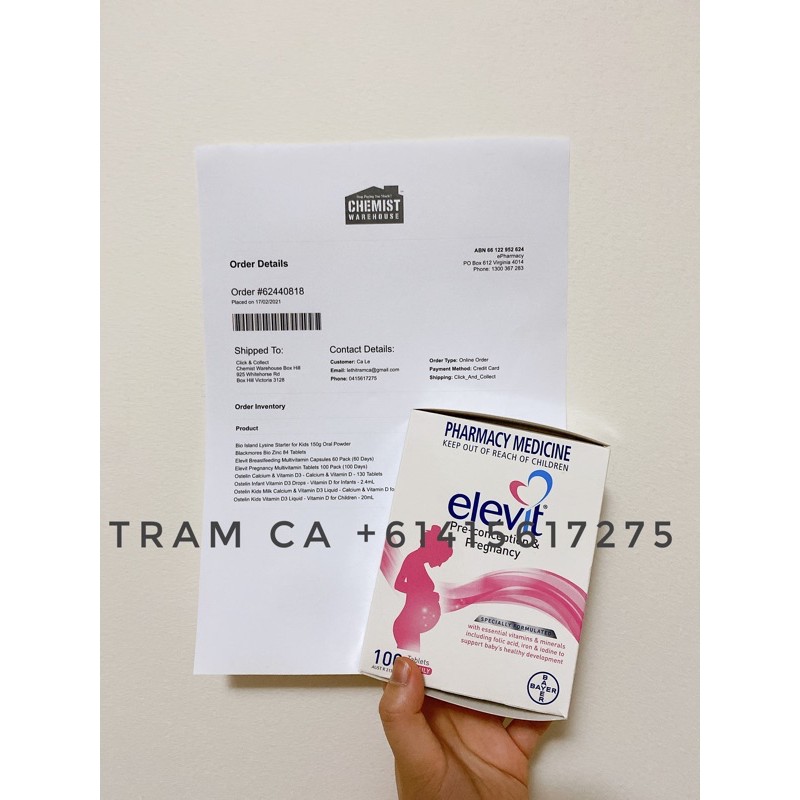 Stop Paying Too Much!
CHEMIST
WAREHOUSE
ABN 66 122 952 624
ePharmacy
PO Box 612 Virginia 4014
Phone: 1300 367 283
Order Details
Order #62440818
Placed on 17/02/2021
Shipped To:
Click & Collect
Chemist Warehouse Box Hill
925 Whitehorse Rd
Box Hill Victoria 3128
Contact Details:
Customer: Ca Le
Email: lethitramca@gmail.com
Phone: 0415617275
Order Type: Online Order
Payment Method: Credit Card
Shipping: Click_And_Collect
Order Inventory
Product
Bio Island Lysine Starter for Kids 150g Oral Powder
Blackmores Bio Zinc 84 Tablets
Elevit Breastfeeding Multivitamin Capsules 60 Pack (60 Days)
Elevit Pregnancy Multivitamin Tablets 100 Pack (100 Days)
Ostelin Calcium & Vitamin D3 - Calcium & Vitamin D - 130 Tablets
Ostelin Infant Vitamin D3 Drops - Vitamin D for Infants - 2.4mL
Ostelin Kids Milk Calcium & Vitamin D3 Liquid - Calcium & Vitamin D fo
Ostelin Kids Vitamin D3 Liquid - Vitamin D for Children - 20mL
PHARMACY MEDICINE
KEEP OUT OF REACH OF CHILDREN
elevit®
Pre-conception &
Pregnancy
TRAM CA +61415617275
SPECIALLY FORMULATED
with essential vitamins & minerals
including folic acid, iron & iodine to
support baby's healthy development
100 Tablets
BAYER
BAYER